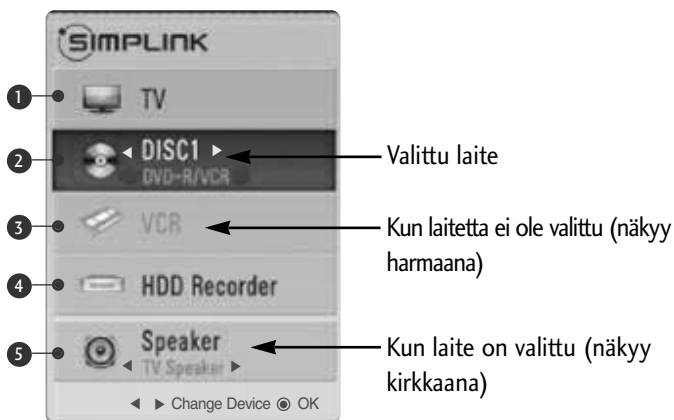 SIMPLINK
1 TV
2 ◄ DISC1 ► Valittu laite
DVD-R/VCR
3 VCR Kun laitetta ei ole valittu (näkyy
harmaana)
4 HDD Recorder
5 Speaker Kun laite on valittu (näkyy
◄ TV Speaker ► kirkkaana)
◄ ► Change Device ◉ OK